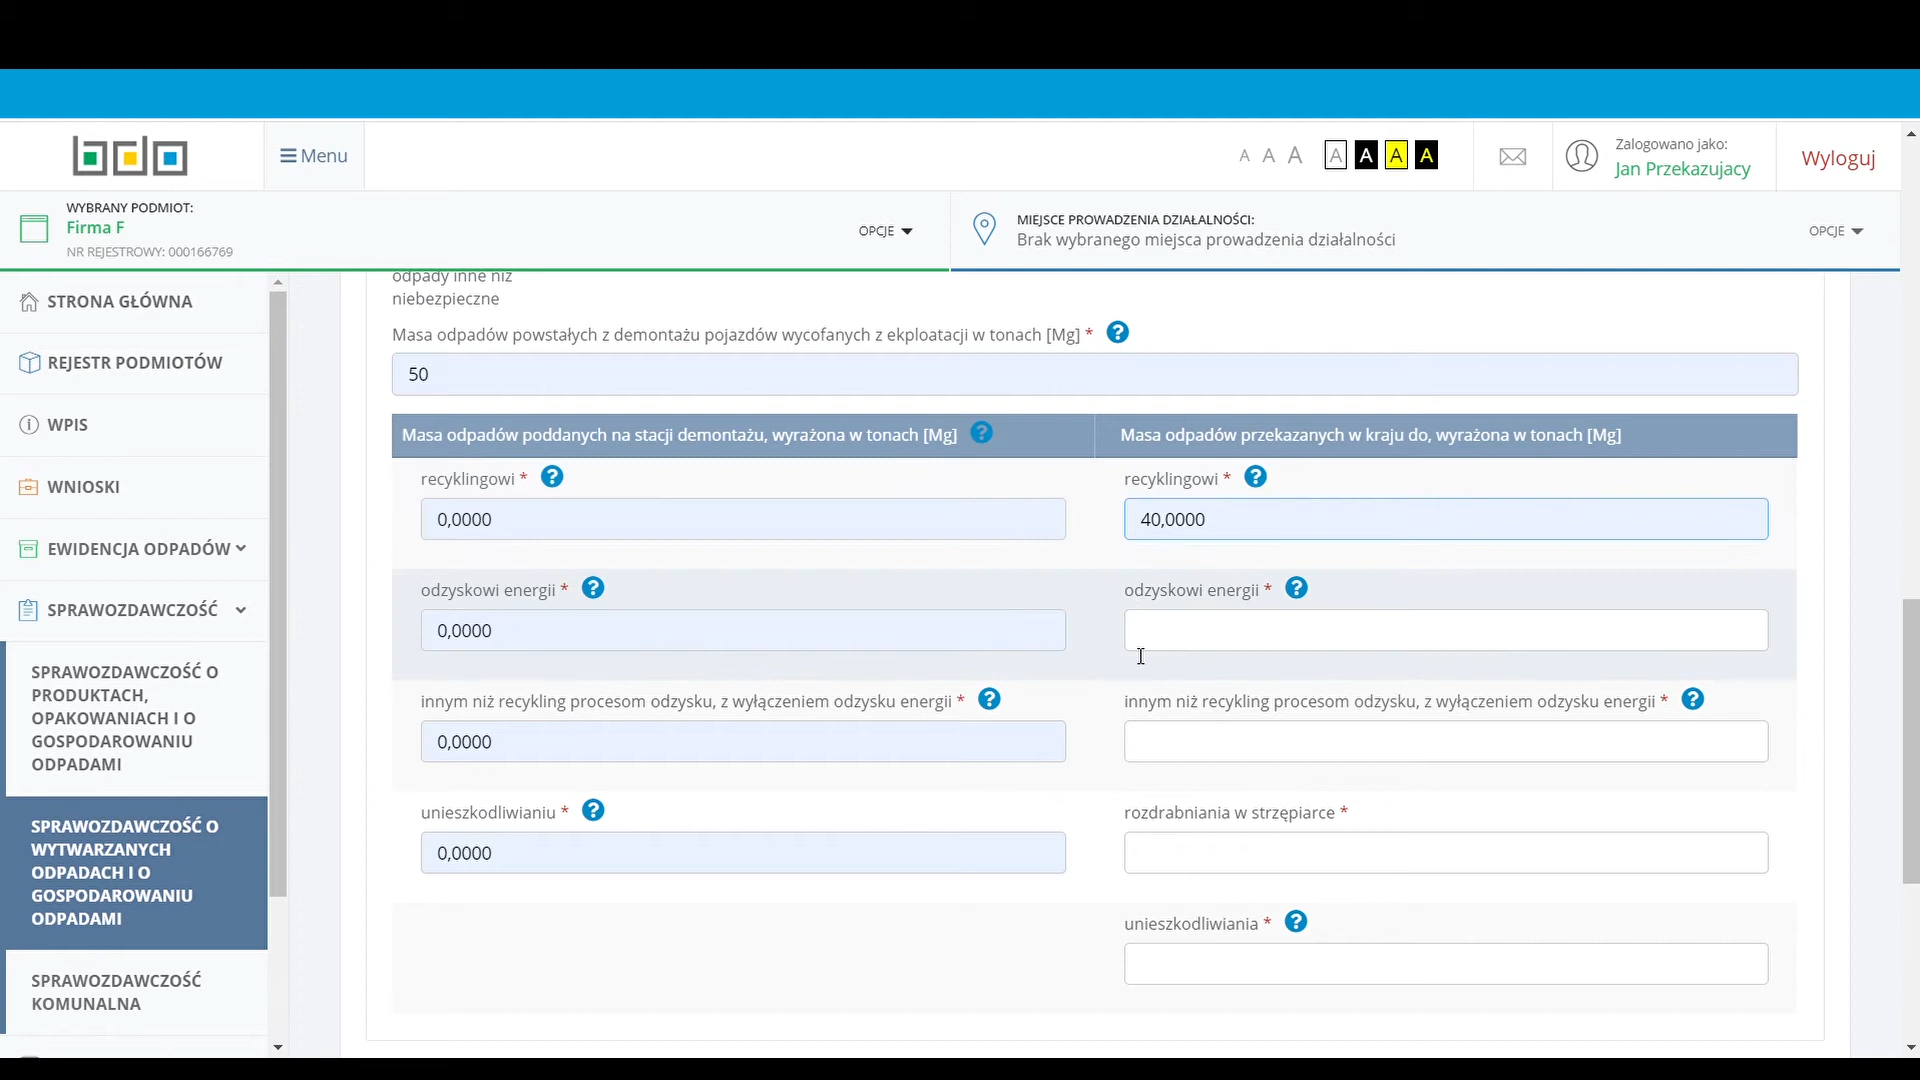 bdo
Menu
A A A A A A A
Zalogowano jako:
Jan Przekazujacy
Wyloguj
WYBRANY PODMIOT:
Firma F
NR REJESTROWY: 000166769
OPCJE
MIEJSCE PROWADZENIA DZIAŁALNOŚCI:
Brak wybranego miejsca prowadzenia działalności
OPCJE
STRONA GŁÓWNA
REJESTR PODMIOTÓW
WPIS
WNIOSKI
EWIDENCJA ODPADÓW
SPRAWOZDAWCZOŚĆ
SPRAWOZDAWCZOŚĆ O
PRODUKTACH,
OPAKOWANIACH I O
GOSPODAROWANIU
ODPADAMI
SPRAWOZDAWCZOŚĆ O
WYTWARZANYCH
ODPADACH I O
GOSPODAROWANIU
ODPADAMI
SPRAWOZDAWCZOŚĆ
KOMUNALNA
odpady inne niż
niebezpieczne
Masa odpadów powstałych z demontażu pojazdów wycofanych z ekploatacji w tonach [Mg] * ?
50
Masa odpadów poddanych na stacji demontażu, wyrażona w tonach [Mg] ?
Masa odpadów przekazanych w kraju do, wyrażona w tonach [Mg]
recyklingowi * ?
recyklingowi * ?
0,0000
40,0000
odzyskowi energii * ?
odzyskowi energii * ?
0,0000
innym niż recykling procesom odzysku, z wyłączeniem odzysku energii * ?
innym niż recykling procesom odzysku, z wyłączeniem odzysku energii * ?
0,0000
unieszkodliwianiu * ?
rozdrabniania w strzępiarce *
0,0000
unieszkodliwiania * ?